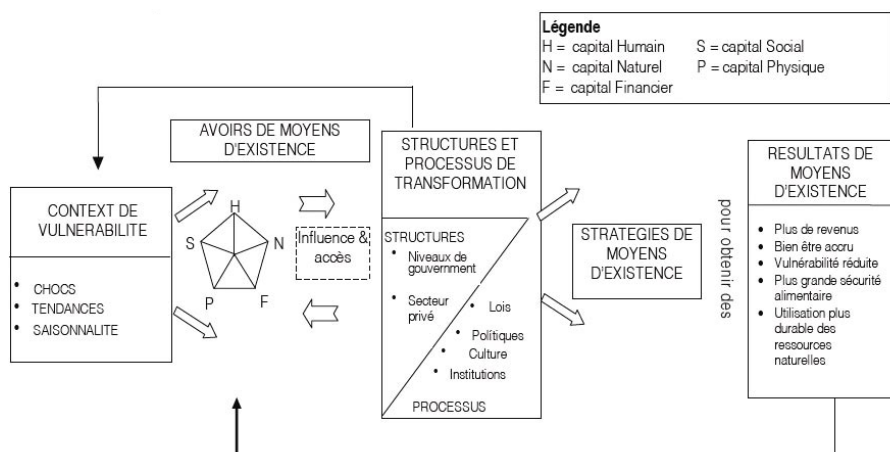 Légende
H = capital Humain S = capital Social
N = capital Naturel P = capital Physique
F = capital Financier
AVOIRS DE MOYENS
D'EXISTENCE
STRUCTURES ET
PROCESSUS DE
TRANSFORMATION
RESULTATS DE
MOYENS
D'EXISTENCE
CONTEXT DE
VULNERABILITE
CHOCS
TENDANCES
SAISONNALITE
H
S
N
P
F
Influence &
accès
STRUCTURES
Niveaux de
gouvernment
Secteur
privé
Lois
Politiques
Culture
Institutions
PROCESSUS
STRATEGIES DE
MOYENS
D'EXISTENCE
pour obtenir des
Plus de revenus
Bien être accru
Vulnérabilité réduite
Plus grande sécurité
alimentaire
Utilisation plus
durable des
ressources
naturelles